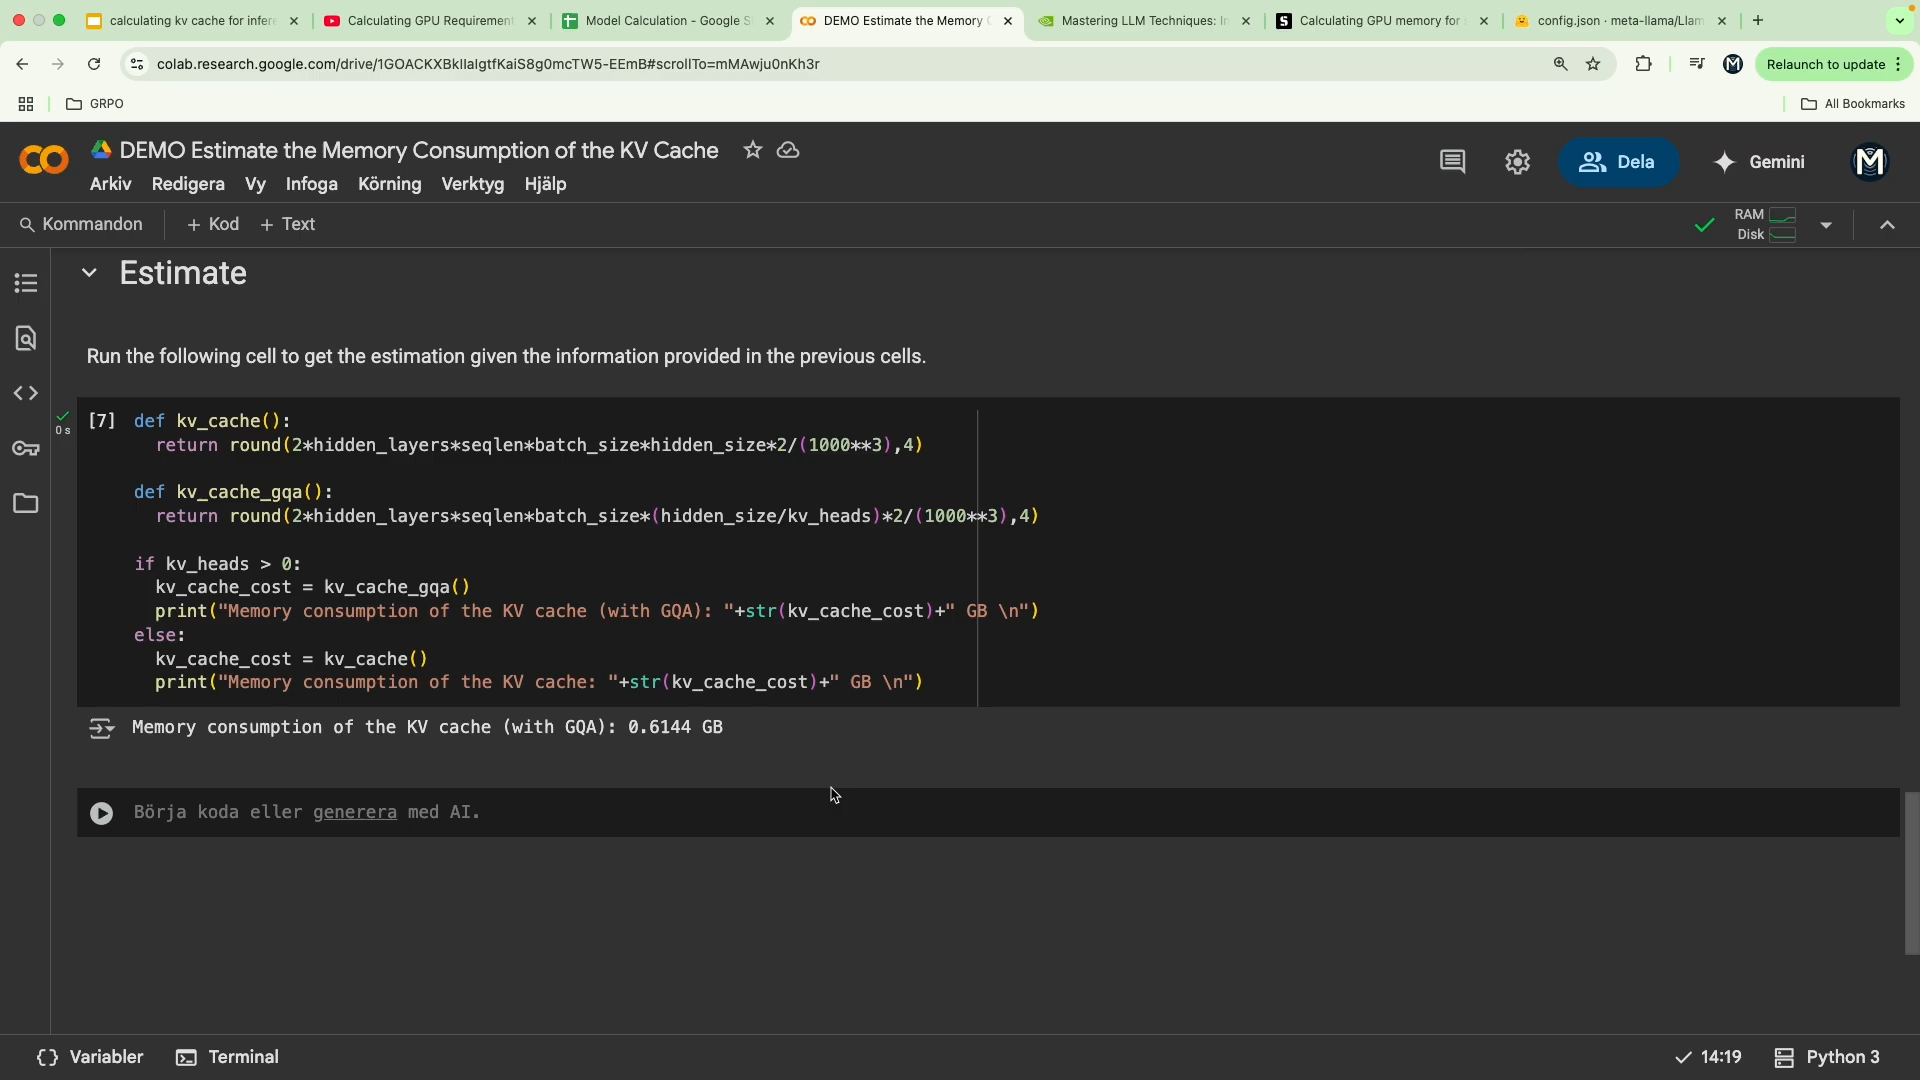 calculating kv cache for infere
Calculating GPU Requirement
Model Calculation - Google S
DEMO Estimate the Memory C
Mastering LLM Techniques: In
Calculating GPU memory for s
config.json · meta-llama/Llam
colab.research.google.com/drive/1GOACKXBkIlalgtfKaiS8g0mcTW5-EEmB#scrollTo=mMAwju0nKh3r
Relaunch to update
GRPO
All Bookmarks
DEMO Estimate the Memory Consumption of the KV Cache
Arkiv Redigera Vy Infoga Körning Verktyg Hjälp
Dela
Gemini
Kommandon
+ Kod + Text
RAM
Disk
Estimate
Run the following cell to get the estimation given the information provided in the previous cells.
0 s
[7] def kv_cache():
return round(2*hidden_layers*seqlen*batch_size*hidden_size*2/(1000**3),4)
def kv_cache_gqa():
return round(2*hidden_layers*seqlen*batch_size*(hidden_size/kv_heads)*2/(1000**3),4)
if kv_heads > 0:
kv_cache_cost = kv_cache_gqa()
print("Memory consumption of the KV cache (with GQA): "+str(kv_cache_cost)+" GB \n")
else:
kv_cache_cost = kv_cache()
print("Memory consumption of the KV cache: "+str(kv_cache_cost)+" GB \n")
Memory consumption of the KV cache (with GQA): 0.6144 GB
Börja koda eller generera med AI.
{} Variabler
Terminal
14:19
Python 3